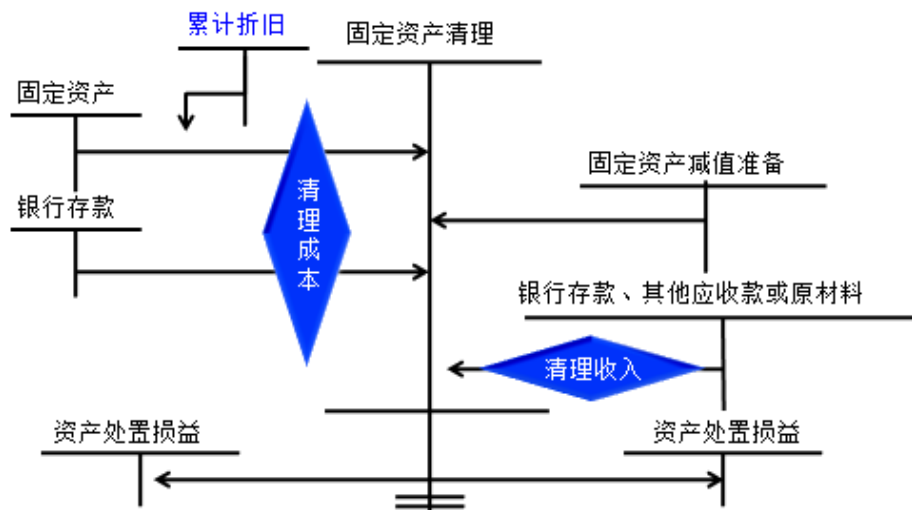 累计折旧
固定资产清理
固定资产
固定资产减值准备
清理成本
银行存款
银行存款、其他应收款或原材料
清理收入
资产处置损益
资产处置损益